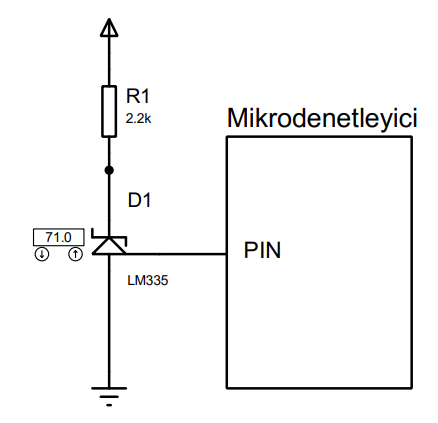 R1
2.2k
Mikrodenetleyici
D1
71.0
PIN
LM335